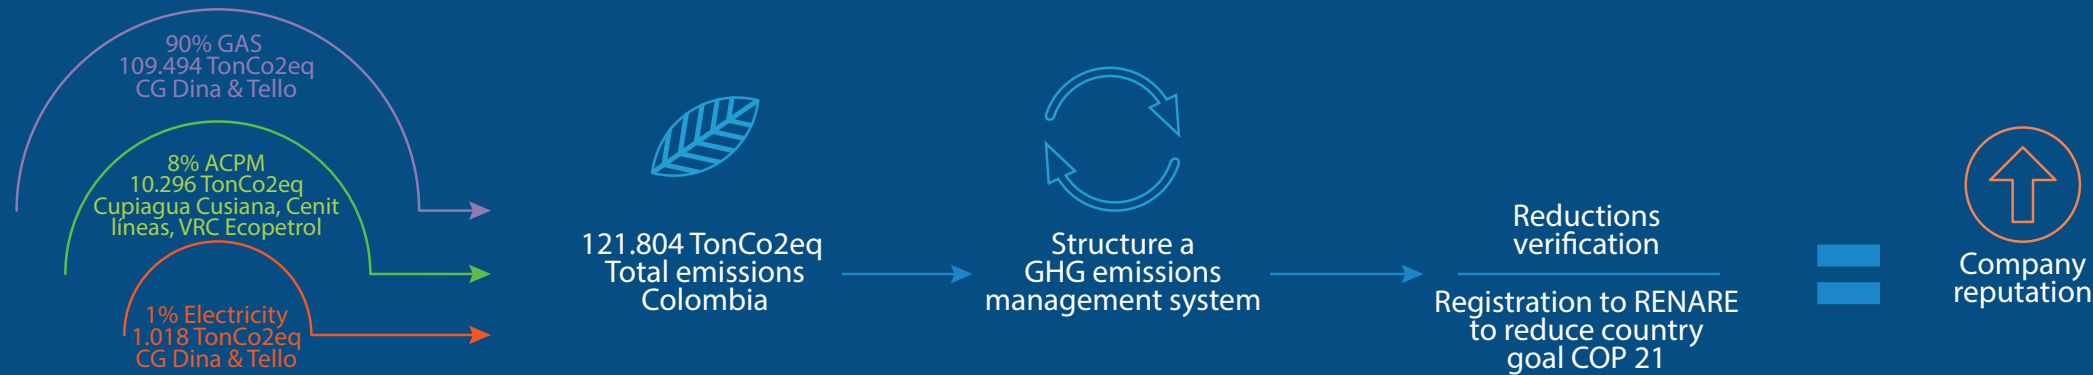 90% GAS
109.494 TonCo2eq
CG Dina & Tello
8% ACPM
10.296 TonCo2eq
Cupiagua Cusiana, Cenit
líneas, VRC Ecopetrol
1% Electricity
1.018 TonCo2eq
CG Dina & Tello
121.804 TonCo2eq
Total emissions
Colombia
Structure a
GHG emissions
management system
Reductions
verification
Registration to RENARE
to reduce country
goal COP 21
Company
reputation